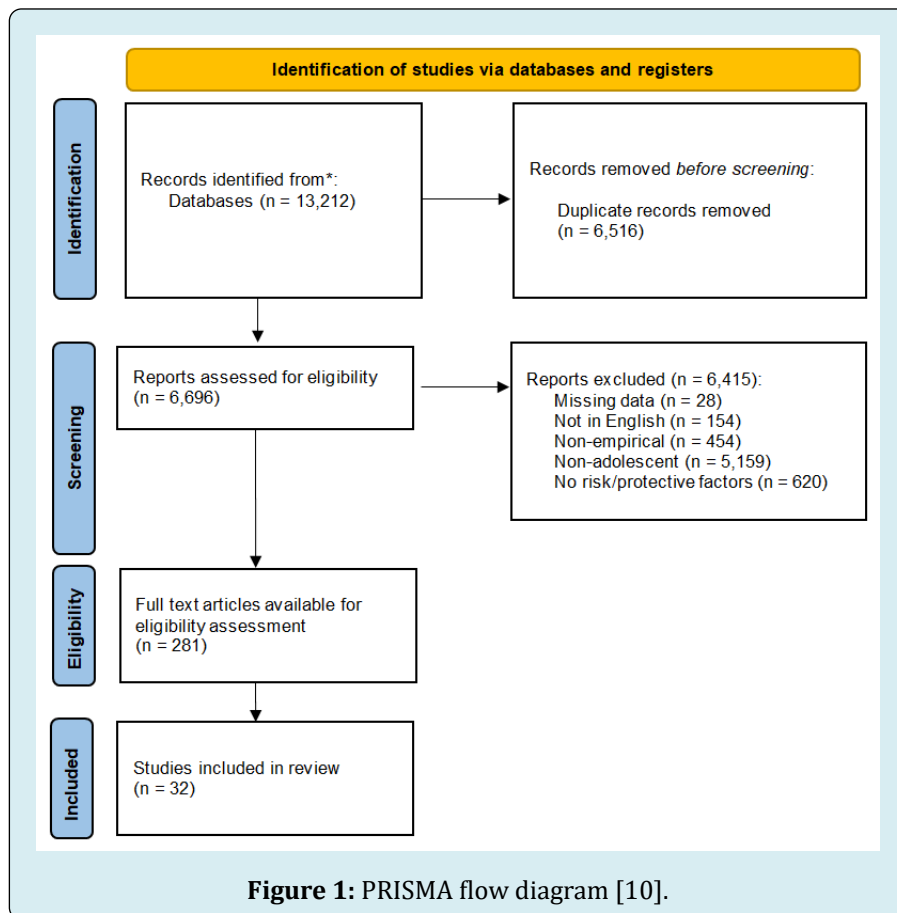 Identification of studies via databases and registers
Identification
Records identified from*:
Databases (n = 13,212)
Records removed before screening:
Duplicate records removed
(n = 6,516)
Screening
Reports assessed for eligibility
(n = 6,696)
Reports excluded (n = 6,415):
Missing data (n = 28)
Not in English (n = 154)
Non-empirical (n = 454)
Non-adolescent (n = 5,159)
No risk/protective factors (n = 620)
Eligibility
Full text articles available for
eligibility assessment
(n = 281)
Included
Studies included in review
(n = 32)
Figure 1: PRISMA flow diagram [10].